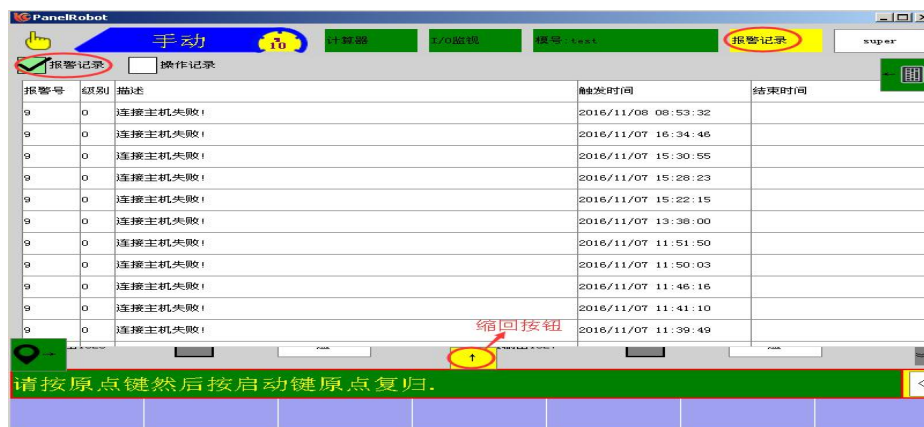 PanelRobot
手动 10 计算器 I/O监视 模号:test 报警记录 super
报警记录 操作记录
报警号 级别 描述 触发时间 结束时间
9 0 连接主机失败! 2016/11/08 08:53:32
9 0 连接主机失败! 2016/11/07 16:34:46
9 0 连接主机失败! 2016/11/07 15:30:55
9 0 连接主机失败! 2016/11/07 15:28:23
9 0 连接主机失败! 2016/11/07 15:22:15
9 0 连接主机失败! 2016/11/07 13:38:00
9 0 连接主机失败! 2016/11/07 11:51:50
9 0 连接主机失败! 2016/11/07 11:50:03
9 0 连接主机失败! 2016/11/07 11:46:16
9 0 连接主机失败! 2016/11/07 11:41:10
9 0 连接主机失败! 2016/11/07 11:39:49
缩回按钮
请按原点键然后按启动键原点复归.